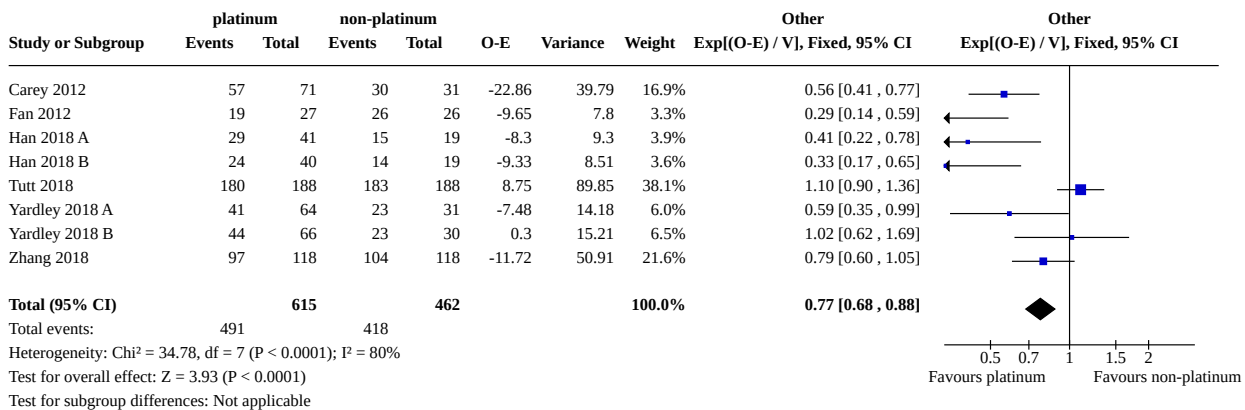 platinum non-platinum Other Other
Study or Subgroup Events Total Events Total O-E Variance Weight Exp[(O-E) / V], Fixed, 95% CI Exp[(O-E) / V], Fixed, 95% CI
Carey 2012 57 71 30 31 -22.86 39.79 16.9% 0.56 [0.41 , 0.77]
Fan 2012 19 27 26 26 -9.65 7.8 3.3% 0.29 [0.14 , 0.59]
Han 2018 A 29 41 15 19 -8.3 9.3 3.9% 0.41 [0.22 , 0.78]
Han 2018 B 24 40 14 19 -9.33 8.51 3.6% 0.33 [0.17 , 0.65]
Tutt 2018 180 188 183 188 8.75 89.85 38.1% 1.10 [0.90 , 1.36]
Yardley 2018 A 41 64 23 31 -7.48 14.18 6.0% 0.59 [0.35 , 0.99]
Yardley 2018 B 44 66 23 30 0.3 15.21 6.5% 1.02 [0.62 , 1.69]
Zhang 2018 97 118 104 118 -11.72 50.91 21.6% 0.79 [0.60 , 1.05]
Total (95% CI) 615 462 100.0% 0.77 [0.68 , 0.88]
Total events: 491 418
Heterogeneity: Chi² = 34.78, df = 7 (P < 0.0001); I² = 80%
0.5 0.7 1 1.5 2
Test for overall effect: Z = 3.93 (P < 0.0001)
Favours platinum Favours non-platinum
Test for subgroup differences: Not applicable